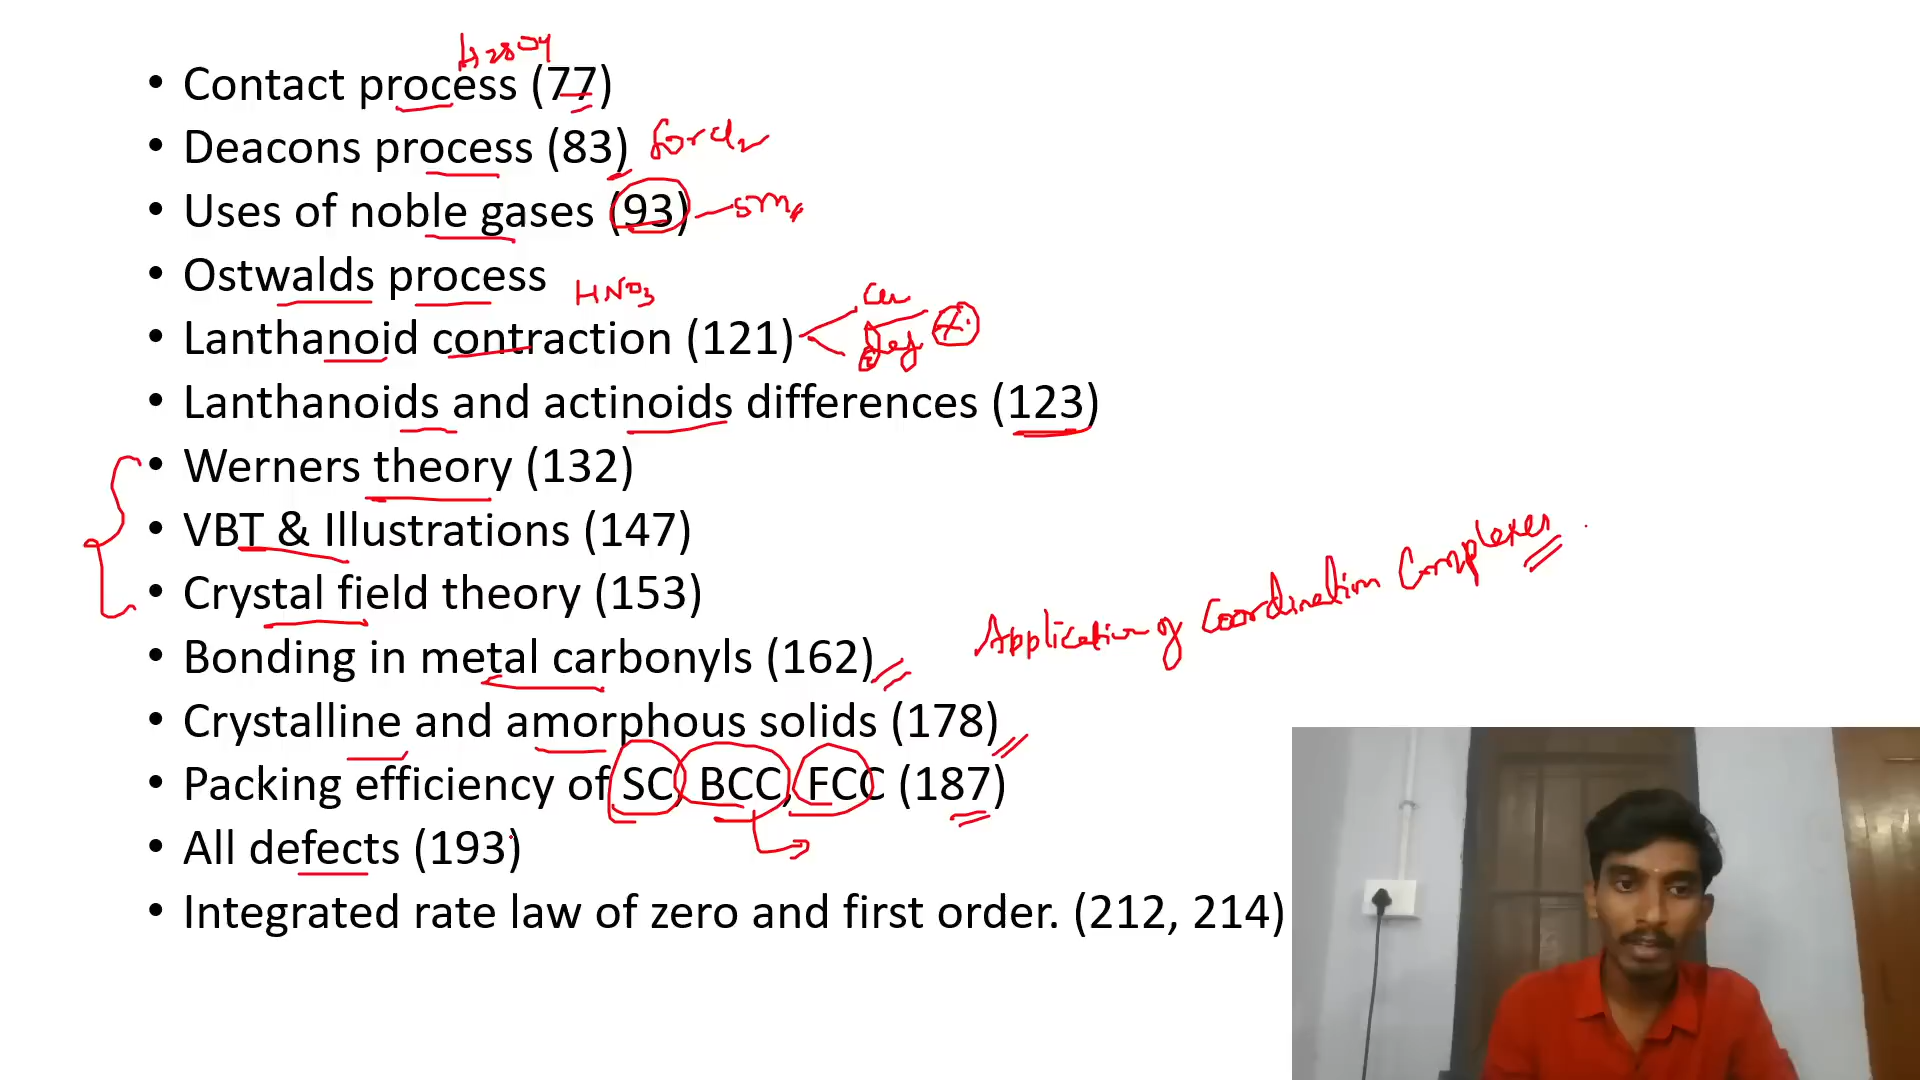 H2SO4
• Contact process (77)
• Deacons process (83) for Cl2
• Uses of noble gases (93) – 5m
• Ostwalds process HNO3
• Lanthanoid contraction (121)
Def
• Lanthanoids and actinoids differences (123)
• Werners theory (132)
• VBT & Illustrations (147)
• Crystal field theory (153)
Application of Coordination Complexes
• Bonding in metal carbonyls (162)
• Crystalline and amorphous solids (178)
• Packing efficiency of SC, BCC, FCC (187)
• All defects (193)
• Integrated rate law of zero and first order. (212, 214)